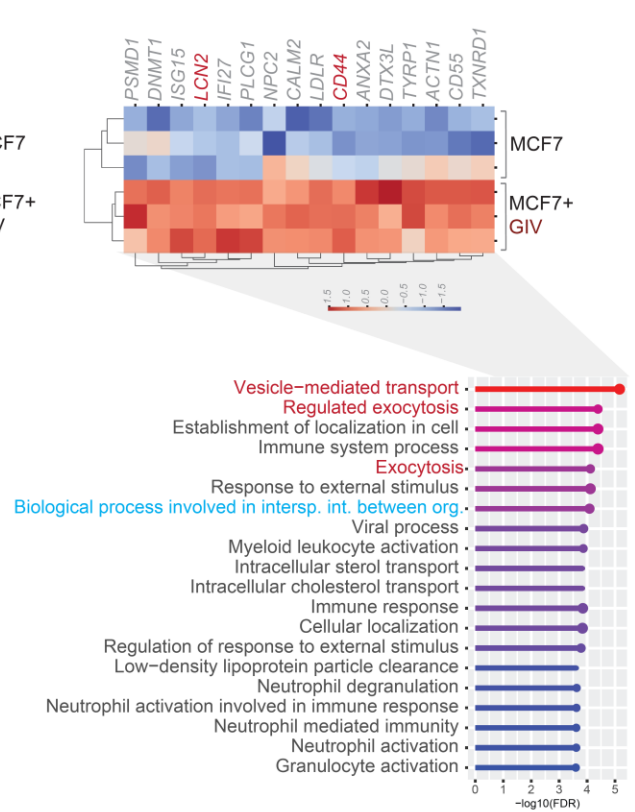 PSMD1
DNMT1
ISG15
LCN2
IFI27
PLCG1
NPC2
CALM2
LDLR
CD44
ANXA2
DTX3L
TYRP1
ACTN1
CD55
TXNRD1
CF7
MCF7
F7+
MCF7+
GIV
1.5
1.0
0.5
0.0
−0.5
−1.0
−1.5
Vesicle−mediated transport
Regulated exocytosis
Establishment of localization in cell
Immune system process
Exocytosis
Response to external stimulus
Biological process involved in intersp. int. between org.
Viral process
Myeloid leukocyte activation
Intracellular sterol transport
Intracellular cholesterol transport
Immune response
Cellular localization
Regulation of response to external stimulus
Low−density lipoprotein particle clearance
Neutrophil degranulation
Neutrophil activation involved in immune response
Neutrophil mediated immunity
Neutrophil activation
Granulocyte activation
0 1 2 3 4 5
−log10(FDR)